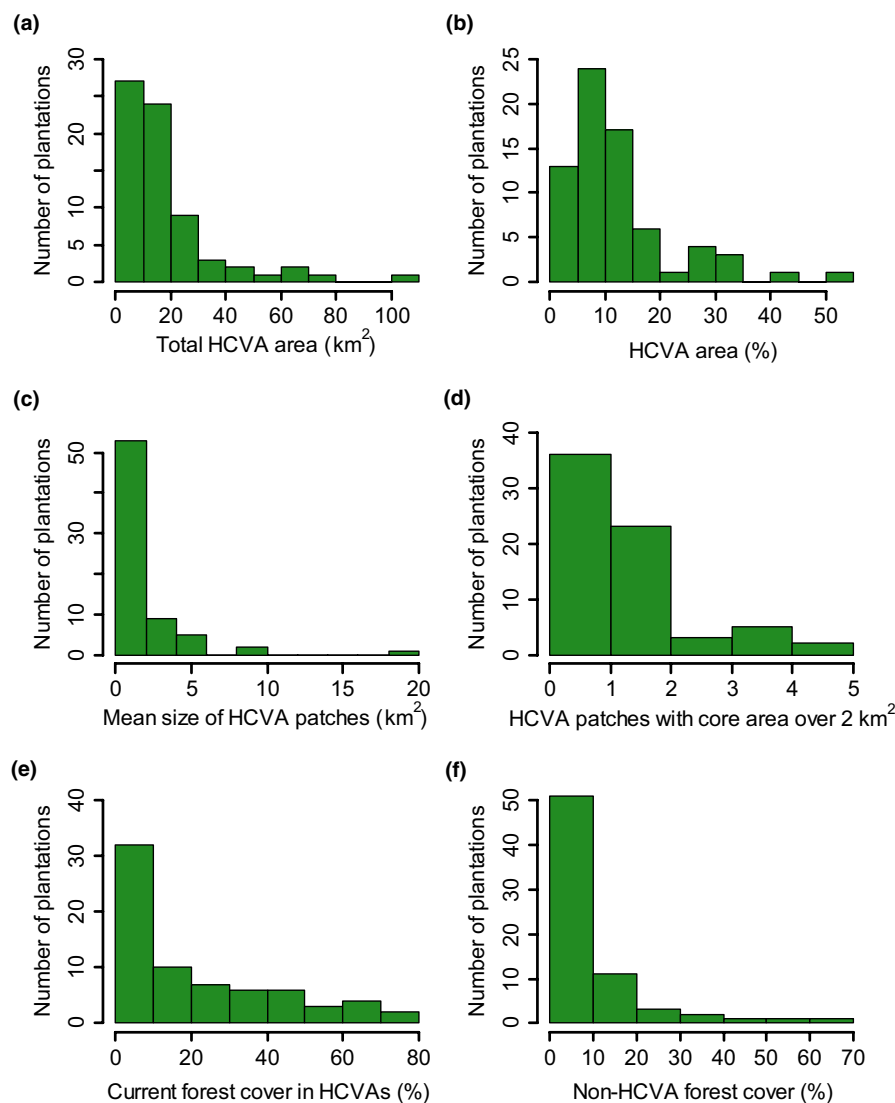 (a)
Number of plantations
0 5 10 20 30
0 20 40 60 80 100
Total HCVA area (km²)
(b)
Number of plantations
0 5 10 15 20 25
0 10 20 30 40 50
HCVA area (%)
(c)
Number of plantations
0 10 30 50
0 5 10 15 20
Mean size of HCVA patches (km²)
(d)
Number of plantations
0 10 20 30 40
0 1 2 3 4 5
HCVA patches with core area over 2 km²
(e)
Number of plantations
0 10 20 30 40
0 20 40 60 80
Current forest cover in HCVAs (%)
(f)
Number of plantations
0 10 20 30 40 50
0 10 20 30 40 50 60 70
Non-HCVA forest cover (%)